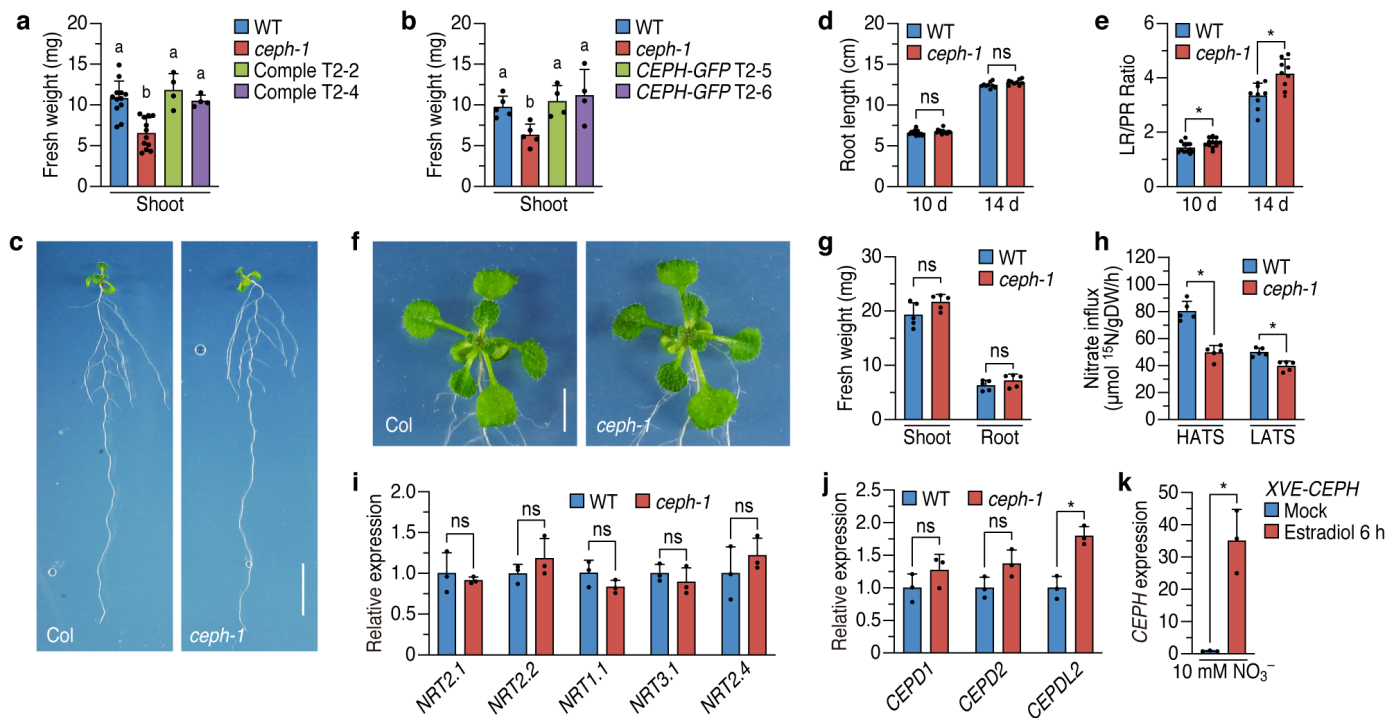 a
WT
ceph-1
Comple T2-2
Comple T2-4
Fresh weight (mg)
20
15
10
5
0
a
b
a
a
Shoot
b
WT
ceph-1
CEPH-GFP T2-5
CEPH-GFP T2-6
Fresh weight (mg)
20
15
10
5
0
a
b
a
a
Shoot
d
WT
ceph-1
Root length (cm)
20
15
10
5
0
ns
ns
10 d
14 d
e
WT
ceph-1
LR/PR Ratio
6
4
2
0
*
*
10 d
14 d
c
Col
ceph-1
f
Col
ceph-1
g
WT
ceph-1
Fresh weight (mg)
30
20
10
0
ns
ns
Shoot
Root
h
WT
ceph-1
Nitrate influx
(μmol ¹⁵N/gDW/h)
120
100
80
60
40
20
0
*
*
HATS
LATS
i
WT
ceph-1
Relative expression
2.0
1.5
1.0
0.5
0
ns
ns
ns
ns
ns
NRT2.1
NRT2.2
NRT1.1
NRT3.1
NRT2.4
j
WT
ceph-1
Relative expression
2.5
2.0
1.5
1.0
0.5
0
ns
ns
*
CEPD1
CEPD2
CEPDL2
k
XVE-CEPH
Mock
Estradiol 6 h
CEPH expression
50
40
30
20
10
0
*
10 mM NO₃⁻